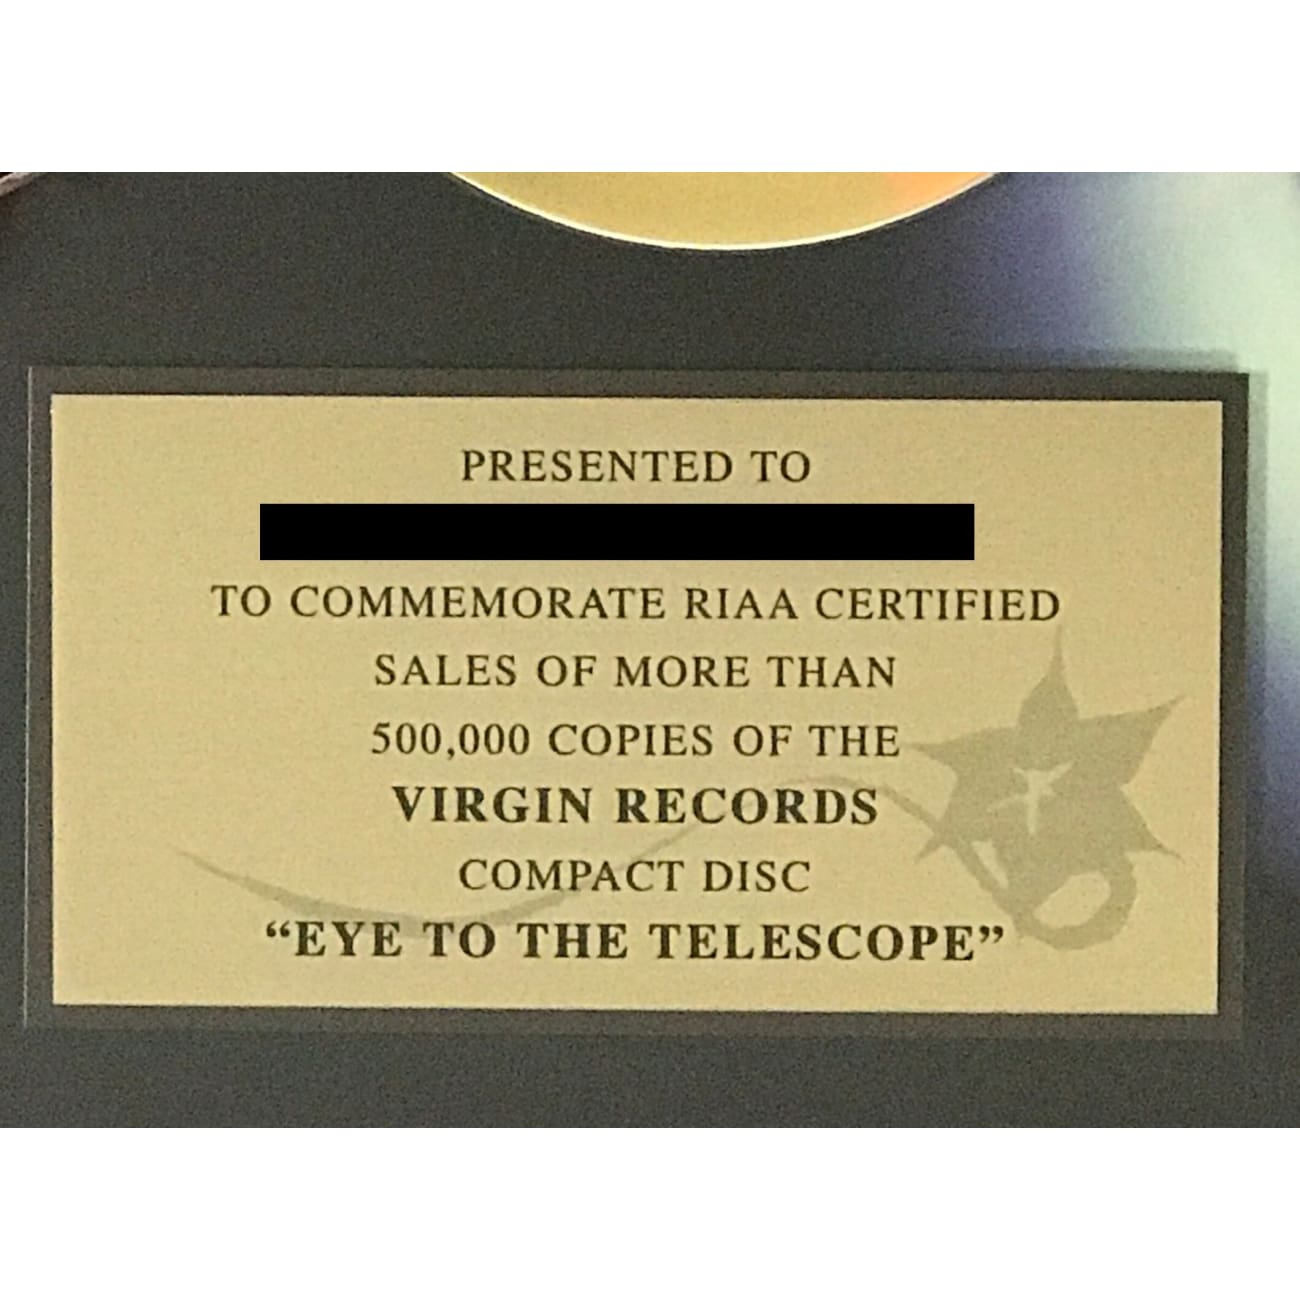 PRESENTED TO
TO COMMEMORATE RIAA CERTIFIED
SALES OF MORE THAN
500,000 COPIES OF THE
VIRGIN RECORDS
COMPACT DISC
“EYE TO THE TELESCOPE”